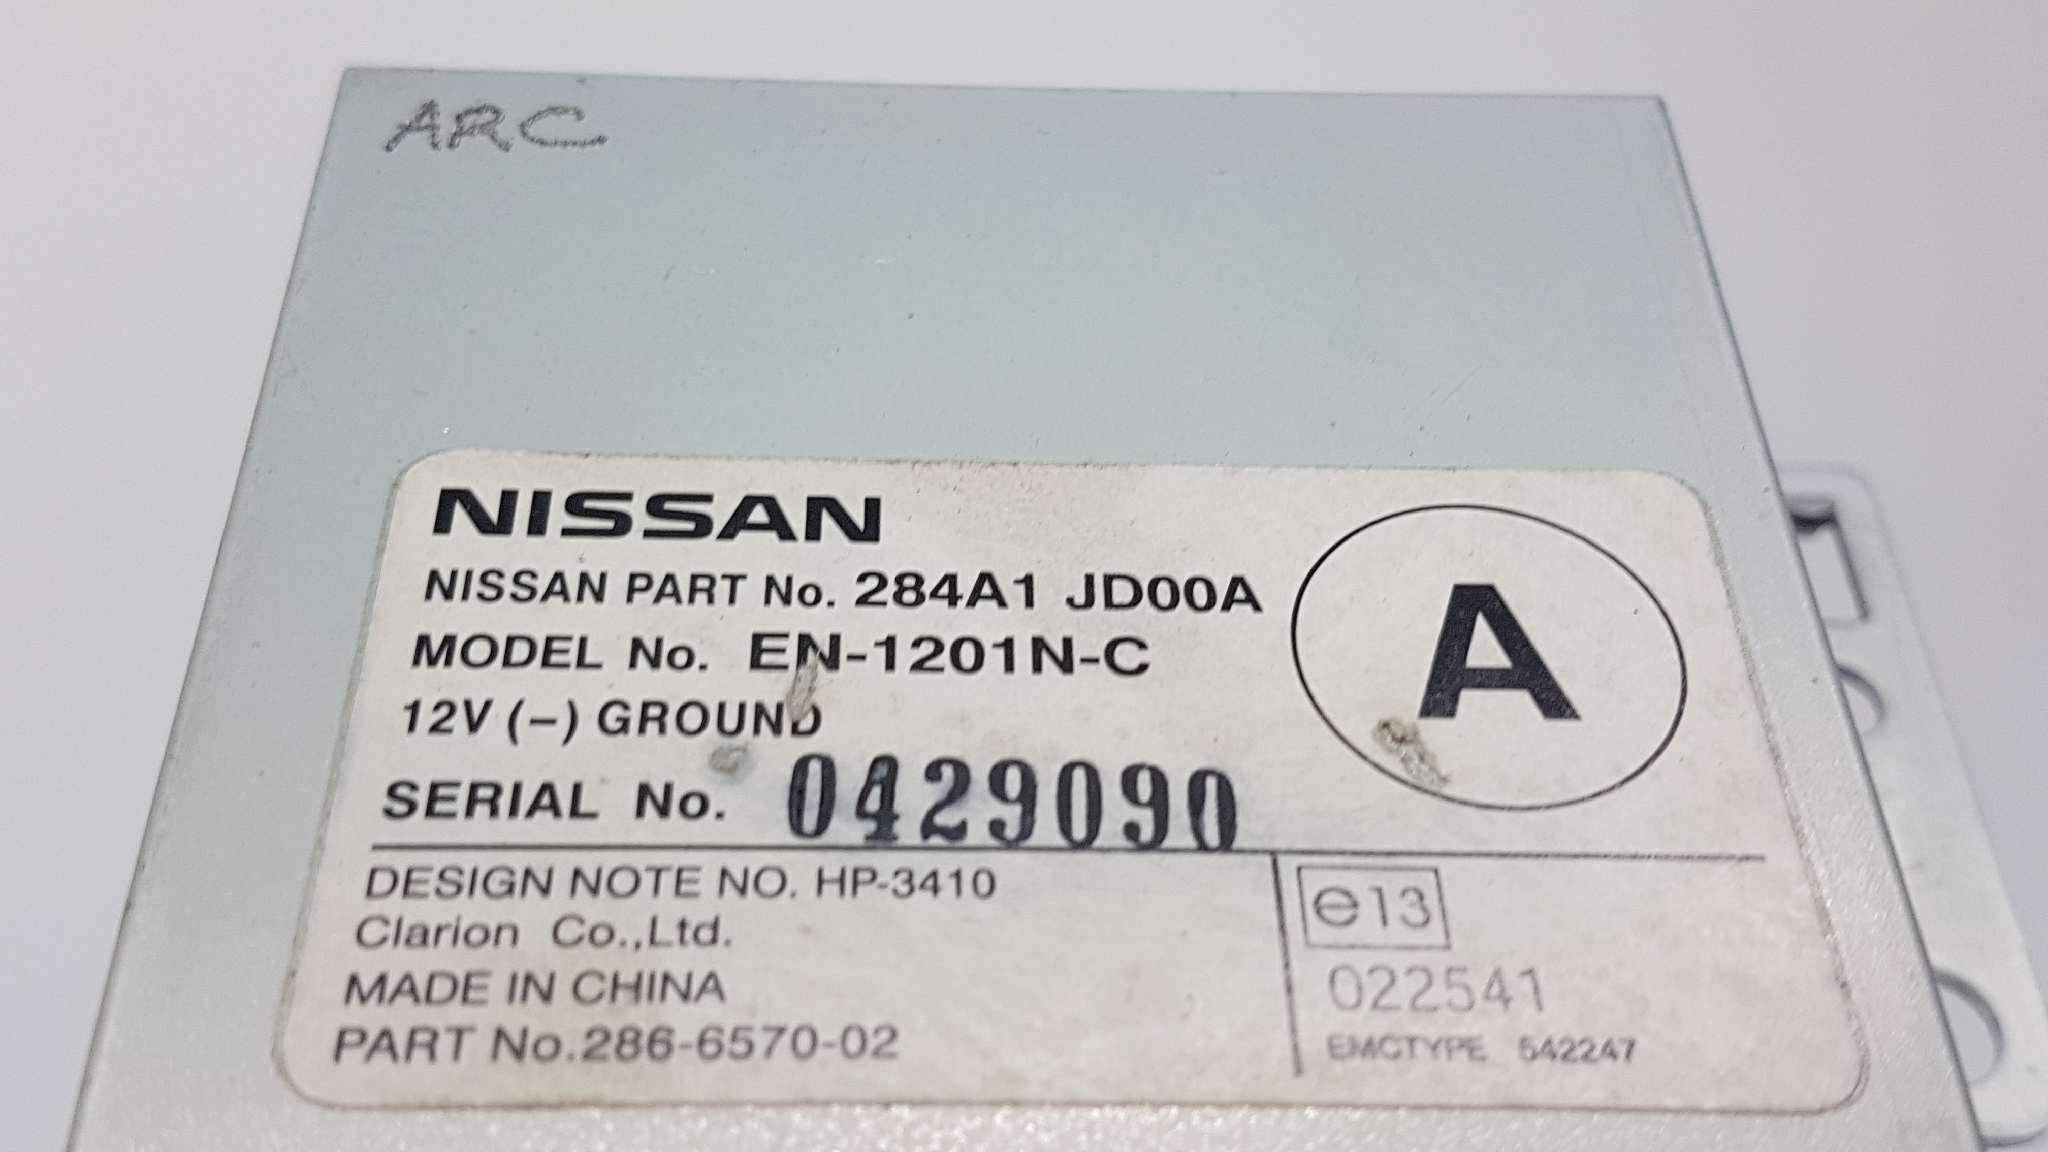 ARC
NISSAN
NISSAN PART No. 284A1 JD00A
MODEL No. EN-1201N-C
12V (-) GROUND
A
SERIAL No. 0429090
DESIGN NOTE NO. HP-3410
Clarion Co.,Ltd.
MADE IN CHINA
PART No.286-6570-02
e13
022541
EMCTYPE 542247